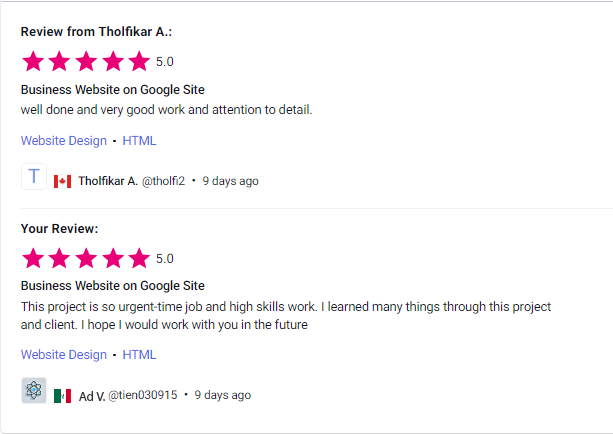 Review from Tholfikar A.:
5.0
Business Website on Google Site
well done and very good work and attention to detail.
Website Design • HTML
T
Tholfikar A. @tholfi2 • 9 days ago
Your Review:
5.0
Business Website on Google Site
This project is so urgent-time job and high skills work. I learned many things through this project
and client. I hope I would work with you in the future
Website Design • HTML
Ad V. @tien030915 • 9 days ago